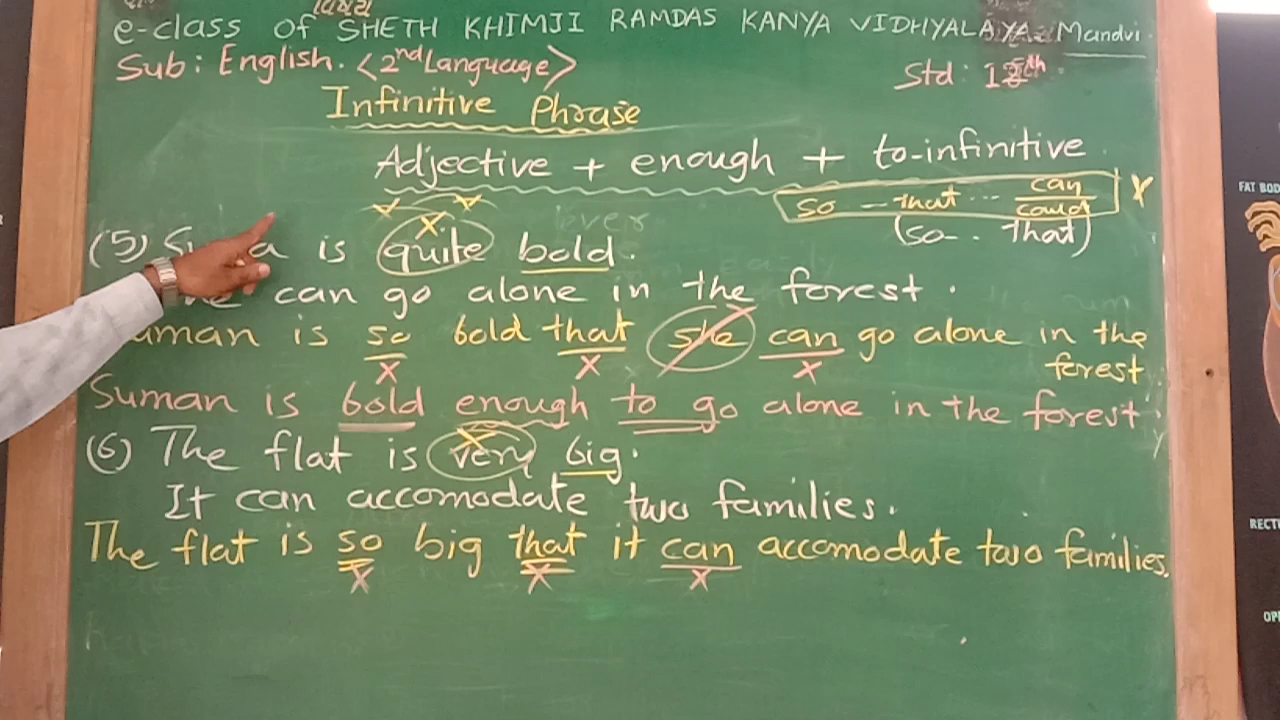 e-class of SHETH KHIMJI RAMDAS KANYA VIDHYALAYA - Mandvi.
Sub: English. <2nd Language>
Std: 12th
Infinitive Phrase
Adjective + enough + to-infinitive
so - that ... can could
(so.. that)
(5) is quite bold.
can go alone in the forest.
uman is so bold that she can go alone in the
forest
Suman is bold enough to go alone in the forest.
(6) The flat is very big.
It can accomodate two families.
The flat is so big that it can accomodate two families.
FAT BOD
RECT